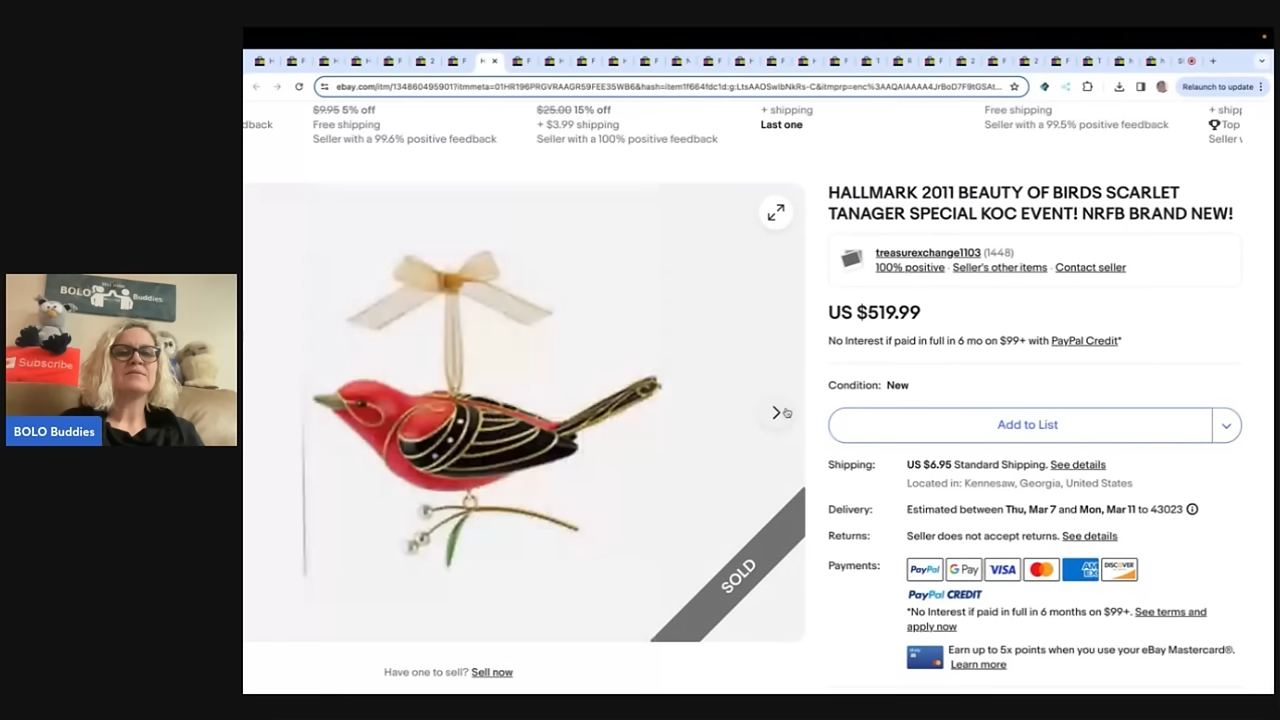 ebay.com/itm/134860495901?itmmeta=01HR196PRGVRAAGR59FEE35WB6&hash=item1f664fdc1d:g:LtsAAOSwIbNkRs-C&itmprp=enc%3AAQAIAAAA4JrBoD7F9tGSAt...
Relaunch to update
$9.95 5% off
$25.00 15% off
+ shipping
Free shipping
+ shipp
dback
Free shipping
+ $3.99 shipping
Last one
Seller with a 99.5% positive feedback
Top
Seller with a 99.6% positive feedback
Seller with a 100% positive feedback
Seller
HALLMARK 2011 BEAUTY OF BIRDS SCARLET
TANAGER SPECIAL KOC EVENT! NRFB BRAND NEW!
treasurexchange1103 (1448)
100% positive · Seller's other items · Contact seller
US $519.99
No Interest if paid in full in 6 mo on $99+ with PayPal Credit*
Condition: New
Add to List
Shipping: US $6.95 Standard Shipping. See details
Located in: Kennesaw, Georgia, United States
Delivery: Estimated between Thu, Mar 7 and Mon, Mar 11 to 43023
Returns: Seller does not accept returns. See details
Payments: PayPal G Pay VISA AM EX DISCOVER
PayPal CREDIT
*No Interest if paid in full in 6 months on $99+. See terms and
apply now
Earn up to 5x points when you use your eBay Mastercard®.
Learn more
SOLD
Have one to sell? Sell now
BOLO Buddies
Subscribe
BOLO Buddies